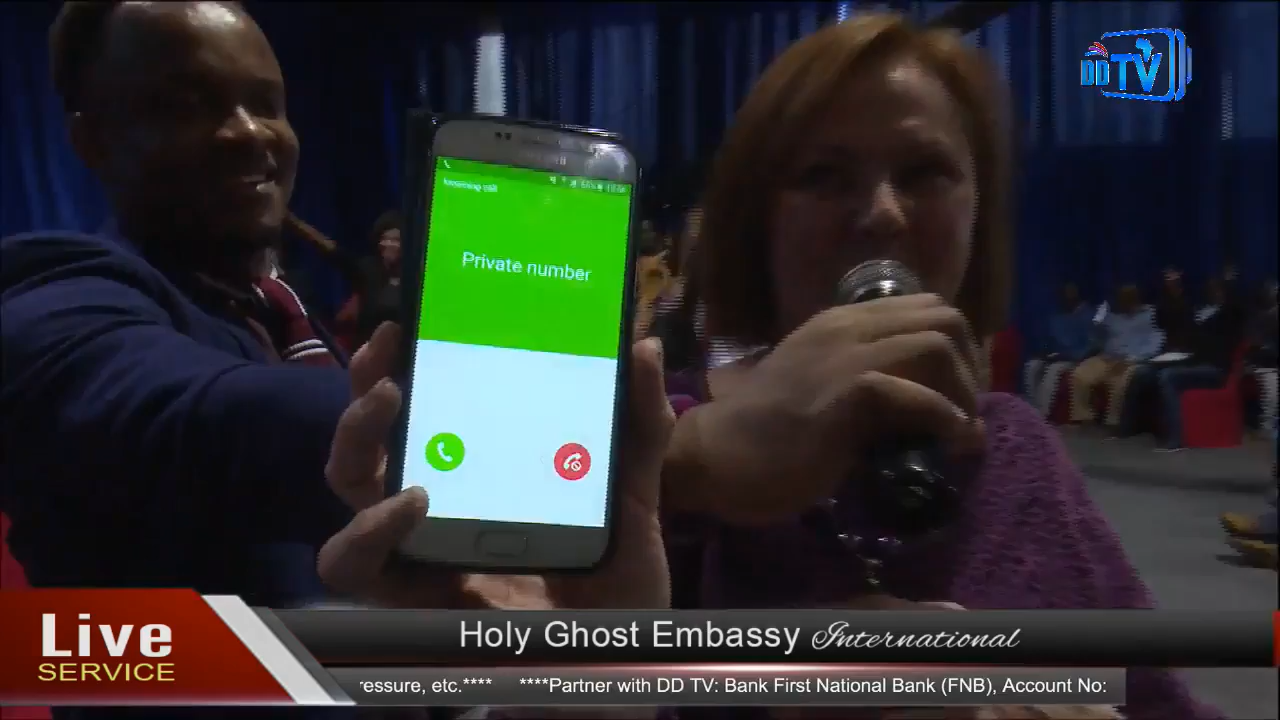 DD TV
Incoming call
Private number
Live
SERVICE
Holy Ghost Embassy International
ressure, etc.**** ****Partner with DD TV: Bank First National Bank (FNB), Account No: